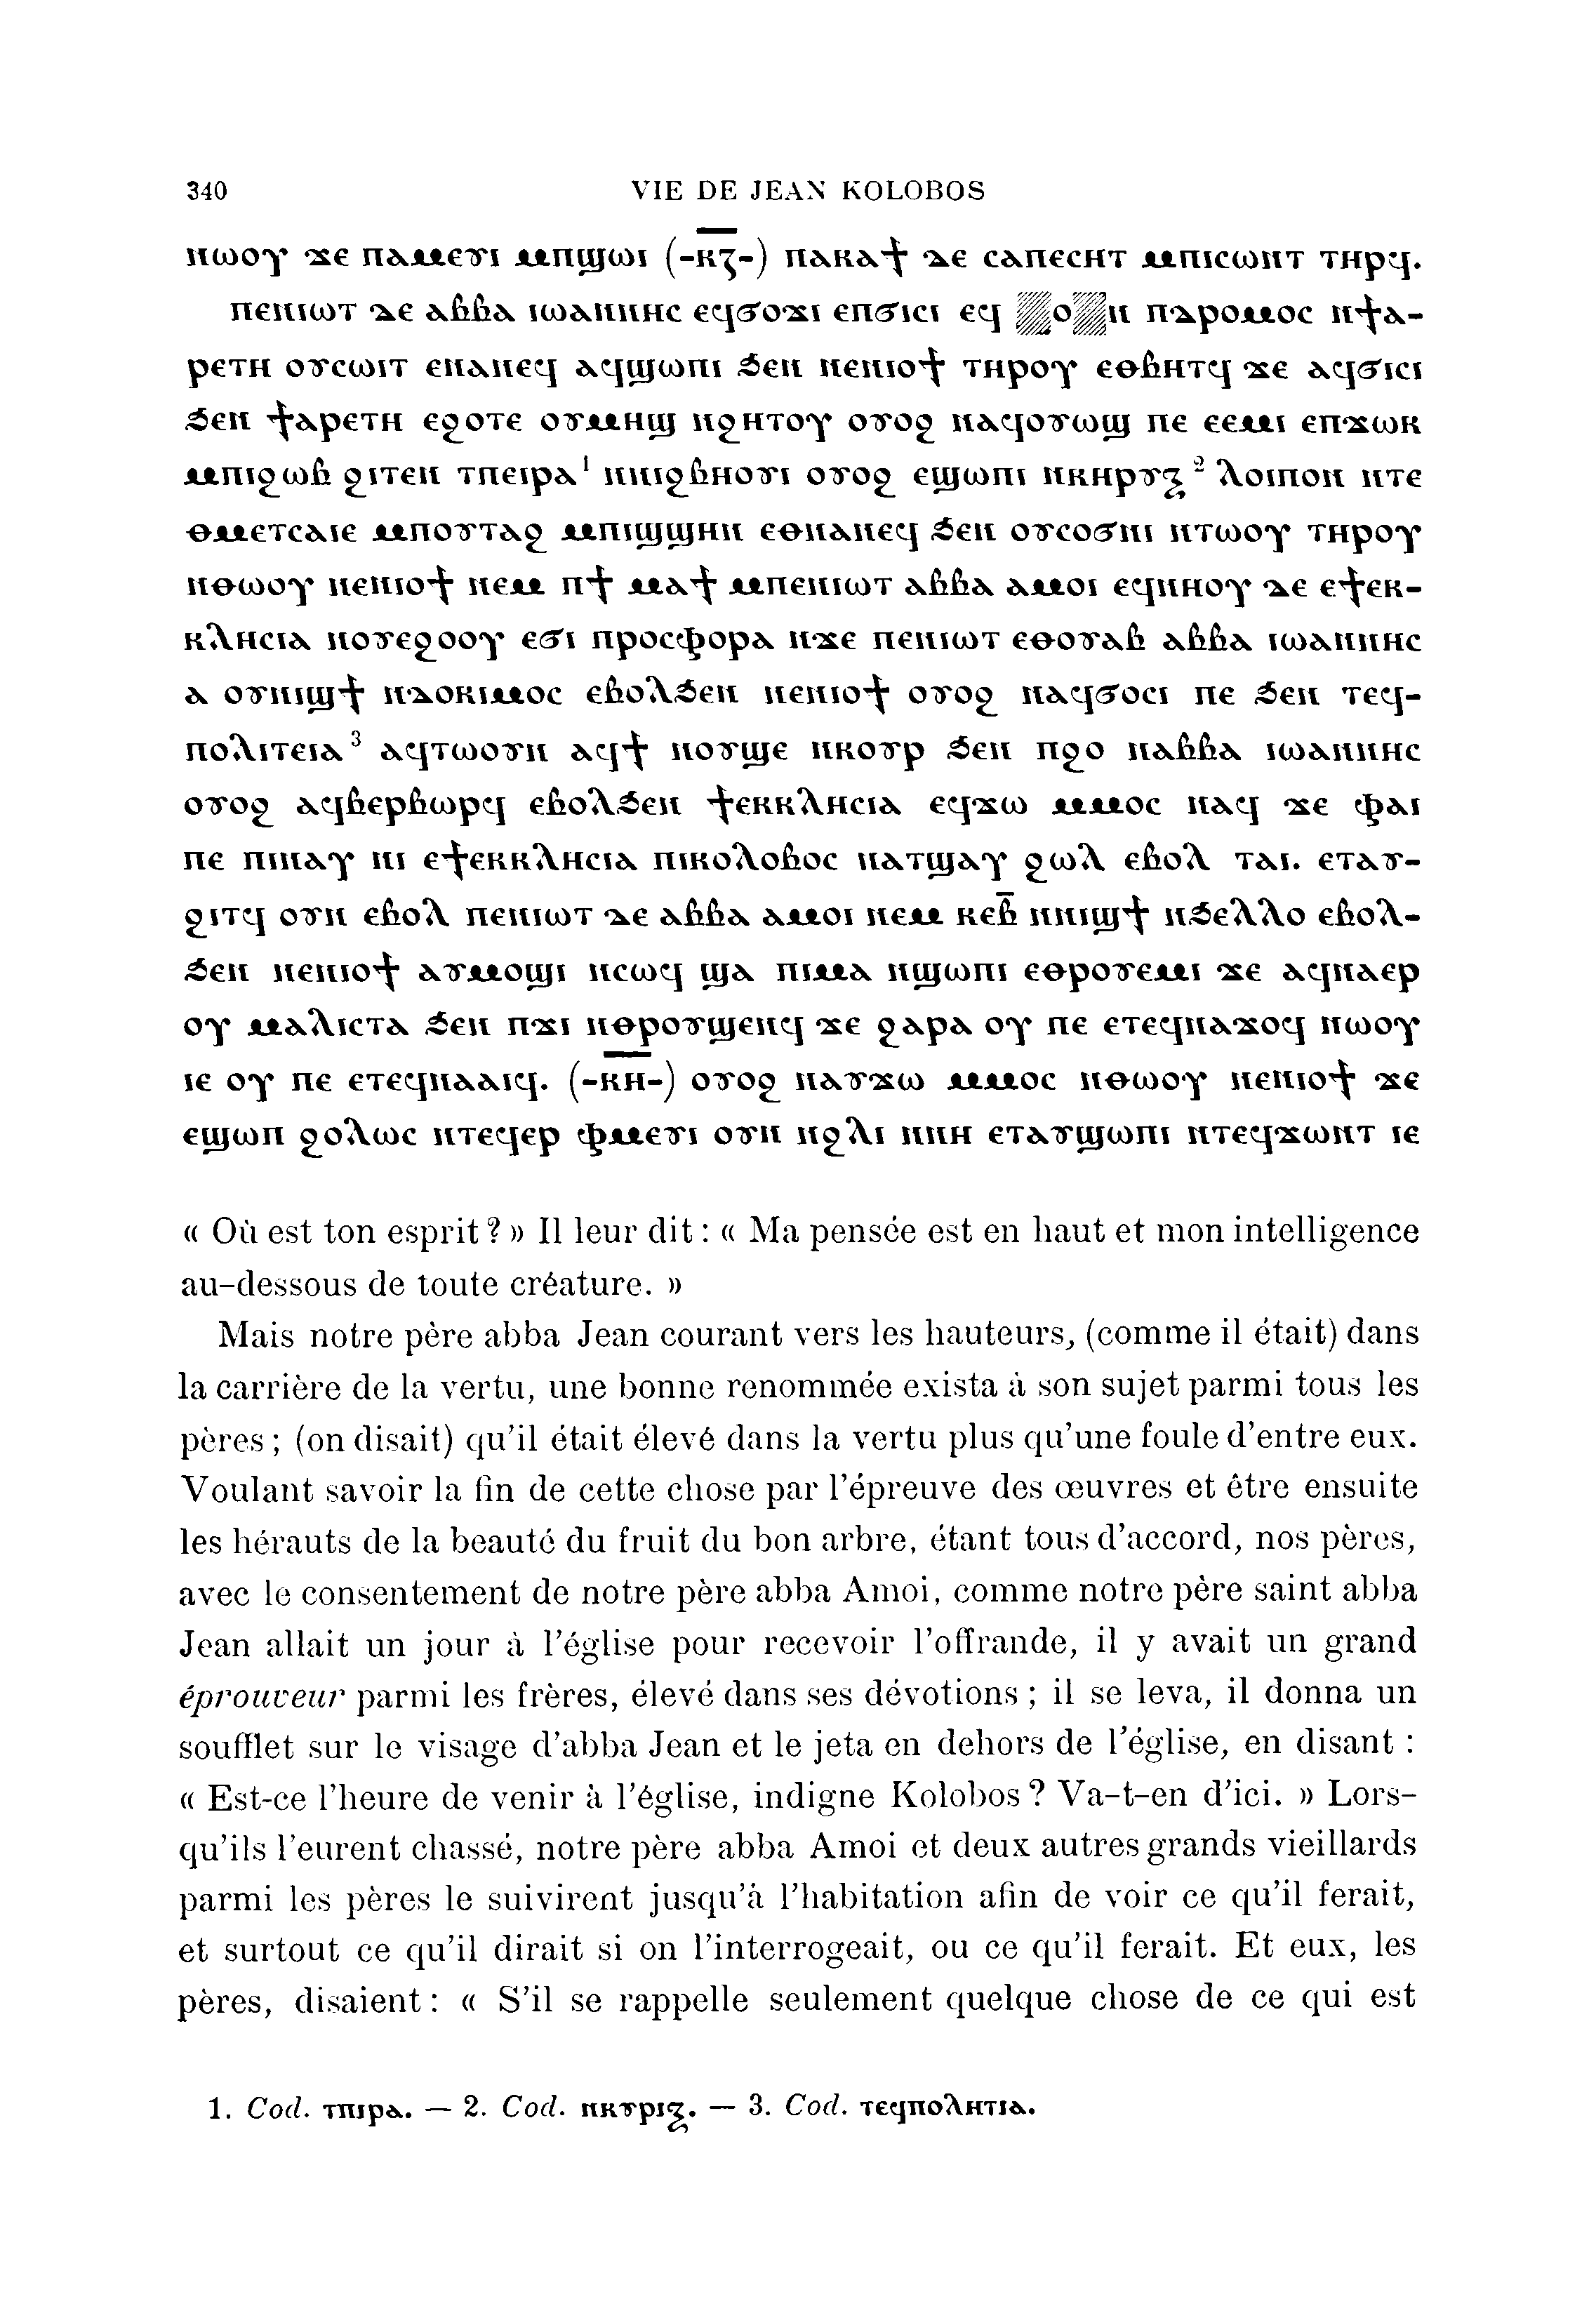 340 VIE DE JEAN KOLOBOS
ⲛⲱⲟⲩ ϫⲉ ⲡⲁⲙⲉⲩⲓ ⲙⲡϣⲱⲓ (-ⲕ̅ⲍ̅-) ⲡⲁⲕⲁϯ ⲇⲉ ⲥⲁⲡⲉⲥⲏⲧ ⲙⲡⲓⲥⲱⲛⲧ ⲧⲏⲣϥ.
ⲡⲉⲛⲓⲱⲧ ⲇⲉ ⲁⲃⲃⲁ ⲓⲱⲁⲛⲛⲏⲥ ⲉϥϭⲟϫⲓ ⲉⲡϭⲓⲥⲓ ⲉϥ ⲟ ⲛ ⲡⲇⲣⲟⲙⲟⲥ ⲛϯⲁ-
ⲣⲉⲧⲏ ⲟⲩⲥⲱⲓⲧ ⲉⲛⲁⲛⲉϥ ⲁϥϣⲱⲡⲓ ϧⲉⲛ ⲛⲉⲛⲓⲟϯ ⲧⲏⲣⲟⲩ ⲉⲑⲃⲏⲧϥ ϫⲉ ⲁϥϭⲓⲥⲓ
ϧⲉⲛ ϯⲁⲣⲉⲧⲏ ⲉϩⲟⲧⲉ ⲟⲩⲙⲏϣ ⲛϩⲏⲧⲟⲩ ⲟⲩⲟϩ ⲛⲁϥⲟⲩⲱϣ ⲡⲉ ⲉⲉⲙⲓ ⲉⲡϫⲱⲕ
ⲙⲡⲓϩⲱⲃ ϩⲓⲧⲉⲛ ⲧⲡⲉⲓⲣⲁ¹ ⲛⲛⲓϩⲃⲏⲟⲩⲓ ⲟⲩⲟϩ ⲉϣⲱⲡⲓ ⲛⲕⲏⲣⲩⲝ² ⲗⲟⲓⲡⲟⲛ ⲛⲧⲉ
ⲑⲙⲉⲧⲥⲁⲓⲉ ⲙⲡⲟⲩⲧⲁϩ ⲙⲡⲓϣϣⲏⲛ ⲉⲑⲛⲁⲛⲉϥ ϧⲉⲛ ⲟⲩⲥⲟϭⲛⲓ ⲛⲧⲱⲟⲩ ⲧⲏⲣⲟⲩ
ⲛⲑⲱⲟⲩ ⲛⲉⲛⲓⲟϯ ⲛⲉⲙ ⲡϯ ⲙⲁϯ ⲙⲡⲉⲛⲓⲱⲧ ⲁⲃⲃⲁ ⲁⲙⲟⲓ ⲉϥⲛⲏⲟⲩ ⲇⲉ ⲉϯⲉⲕ-
ⲕⲗⲏⲥⲓⲁ ⲛⲟⲩⲉϩⲟⲟⲩ ⲉϭⲓ ⲡⲣⲟⲥⲫⲟⲣⲁ ⲛϫⲉ ⲡⲉⲛⲓⲱⲧ ⲉⲑⲟⲩⲁⲃ ⲁⲃⲃⲁ ⲓⲱⲁⲛⲛⲏⲥ
ⲁ ⲟⲩⲛⲓϣϯ ⲛⲇⲟⲕⲓⲙⲟⲥ ⲉⲃⲟⲗϧⲉⲛ ⲛⲉⲛⲓⲟϯ ⲟⲩⲟϩ ⲛⲁϥϭⲟⲥⲓ ⲡⲉ ϧⲉⲛ ⲧⲉϥ-
ⲡⲟⲗⲓⲧⲉⲓⲁ³ ⲁϥⲧⲱⲟⲩⲛ ⲁϥϯ ⲛⲟⲩϣⲉ ⲛⲕⲟⲩⲣ ϧⲉⲛ ⲡϩⲟ ⲛⲁⲃⲃⲁ ⲓⲱⲁⲛⲛⲏⲥ
ⲟⲩⲟϩ ⲁϥⲃⲉⲣⲃⲱⲣϥ ⲉⲃⲟⲗϧⲉⲛ ϯⲉⲕⲕⲗⲏⲥⲓⲁ ⲉϥϫⲱ ⲙⲙⲟⲥ ⲛⲁϥ ϫⲉ ⲫⲁⲓ
ⲡⲉ ⲡⲛⲁⲩ ⲛⲓ ⲉϯⲉⲕⲕⲗⲏⲥⲓⲁ ⲡⲓⲕⲟⲗⲟⲃⲟⲥ ⲛⲁⲧϣⲁⲩ ϩⲱⲗ ⲉⲃⲟⲗ ⲧⲁⲓ. ⲉⲧⲁⲩ-
ϩⲓⲧϥ ⲟⲩⲛ ⲉⲃⲟⲗ ⲡⲉⲛⲓⲱⲧ ⲇⲉ ⲁⲃⲃⲁ ⲁⲙⲟⲓ ⲛⲉⲙ ⲕⲉⲃ̅ ⲛⲛⲓϣϯ ⲛϧⲉⲗⲗⲟ ⲉⲃⲟⲗ-
ϧⲉⲛ ⲛⲉⲛⲓⲟϯ ⲁⲩⲙⲟϣⲓ ⲛⲥⲱϥ ϣⲁ ⲡⲓⲙⲁ ⲛϣⲱⲡⲓ ⲉⲑⲣⲟⲩⲉⲙⲓ ϫⲉ ⲁϥⲛⲁⲉⲣ
ⲟⲩ ⲙⲁⲗⲓⲥⲧⲁ ϧⲉⲛ ⲡϫⲓ ⲛⲑⲣⲟⲩϣⲉⲛϥ ϫⲉ ϩⲁⲣⲁ ⲟⲩ ⲡⲉ ⲉⲧⲉϥⲛⲁϫⲟϥ ⲛⲱⲟⲩ
ⲓⲉ ⲟⲩ ⲡⲉ ⲉⲧⲉϥⲛⲁⲁⲓϥ. (-ⲕ̅ⲏ̅-) ⲟⲩⲟϩ ⲛⲁⲩϫⲱ ⲙⲙⲟⲥ ⲛⲑⲱⲟⲩ ⲛⲉⲛⲓⲟϯ ϫⲉ
ⲉϣⲱⲡ ϩⲟⲗⲱⲥ ⲛⲧⲉϥⲉⲣ ⲫⲙⲉⲩⲓ ⲟⲩⲛ ⲛϩⲗⲓ ⲛⲛⲏ ⲉⲧⲁⲩϣⲱⲡⲓ ⲛⲧⲉϥϫⲱⲛⲧ ⲓⲉ
« Où est ton esprit ? » Il leur dit : « Ma pensée est en haut et mon intelligence
au-dessous de toute créature. »
Mais notre père abba Jean courant vers les hauteurs, (comme il était) dans
la carrière de la vertu, une bonne renommée exista à son sujet parmi tous les
pères ; (on disait) qu'il était élevé dans la vertu plus qu'une foule d'entre eux.
Voulant savoir la fin de cette chose par l'épreuve des œuvres et être ensuite
les hérauts de la beauté du fruit du bon arbre, étant tous d'accord, nos pères,
avec le consentement de notre père abba Amoi, comme notre père saint abba
Jean allait un jour à l'église pour recevoir l'offrande, il y avait un grand
éprouveur parmi les frères, élevé dans ses dévotions ; il se leva, il donna un
soufflet sur le visage d'abba Jean et le jeta en dehors de l'église, en disant :
« Est-ce l'heure de venir à l'église, indigne Kolobos ? Va-t-en d'ici. » Lors-
qu'ils l'eurent chassé, notre père abba Amoi et deux autres grands vieillards
parmi les pères le suivirent jusqu'à l'habitation afin de voir ce qu'il ferait,
et surtout ce qu'il dirait si on l'interrogeait, ou ce qu'il ferait. Et eux, les
pères, disaient : « S'il se rappelle seulement quelque chose de ce qui est
1. Cod. ⲧⲡⲓⲣⲁ. — 2. Cod. ⲛⲕⲩⲣⲓⲝ. — 3. Cod. ⲧⲉϥⲡⲟⲗⲏⲧⲓⲁ.